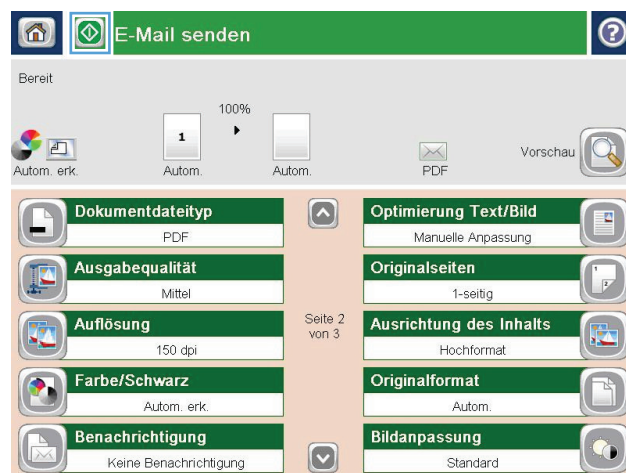 E-Mail senden
Bereit
100%
1
Autom. erk.
Autom.
Autom.
PDF
Vorschau
Dokumentdateityp
PDF
Ausgabequalität
Mittel
Auflösung
150 dpi
Farbe/Schwarz
Autom. erk.
Benachrichtigung
Keine Benachrichtigung
Seite 2
von 3
Optimierung Text/Bild
Manuelle Anpassung
Originalseiten
1-seitig
Ausrichtung des Inhalts
Hochformat
Originalformat
Autom.
Bildanpassung
Standard